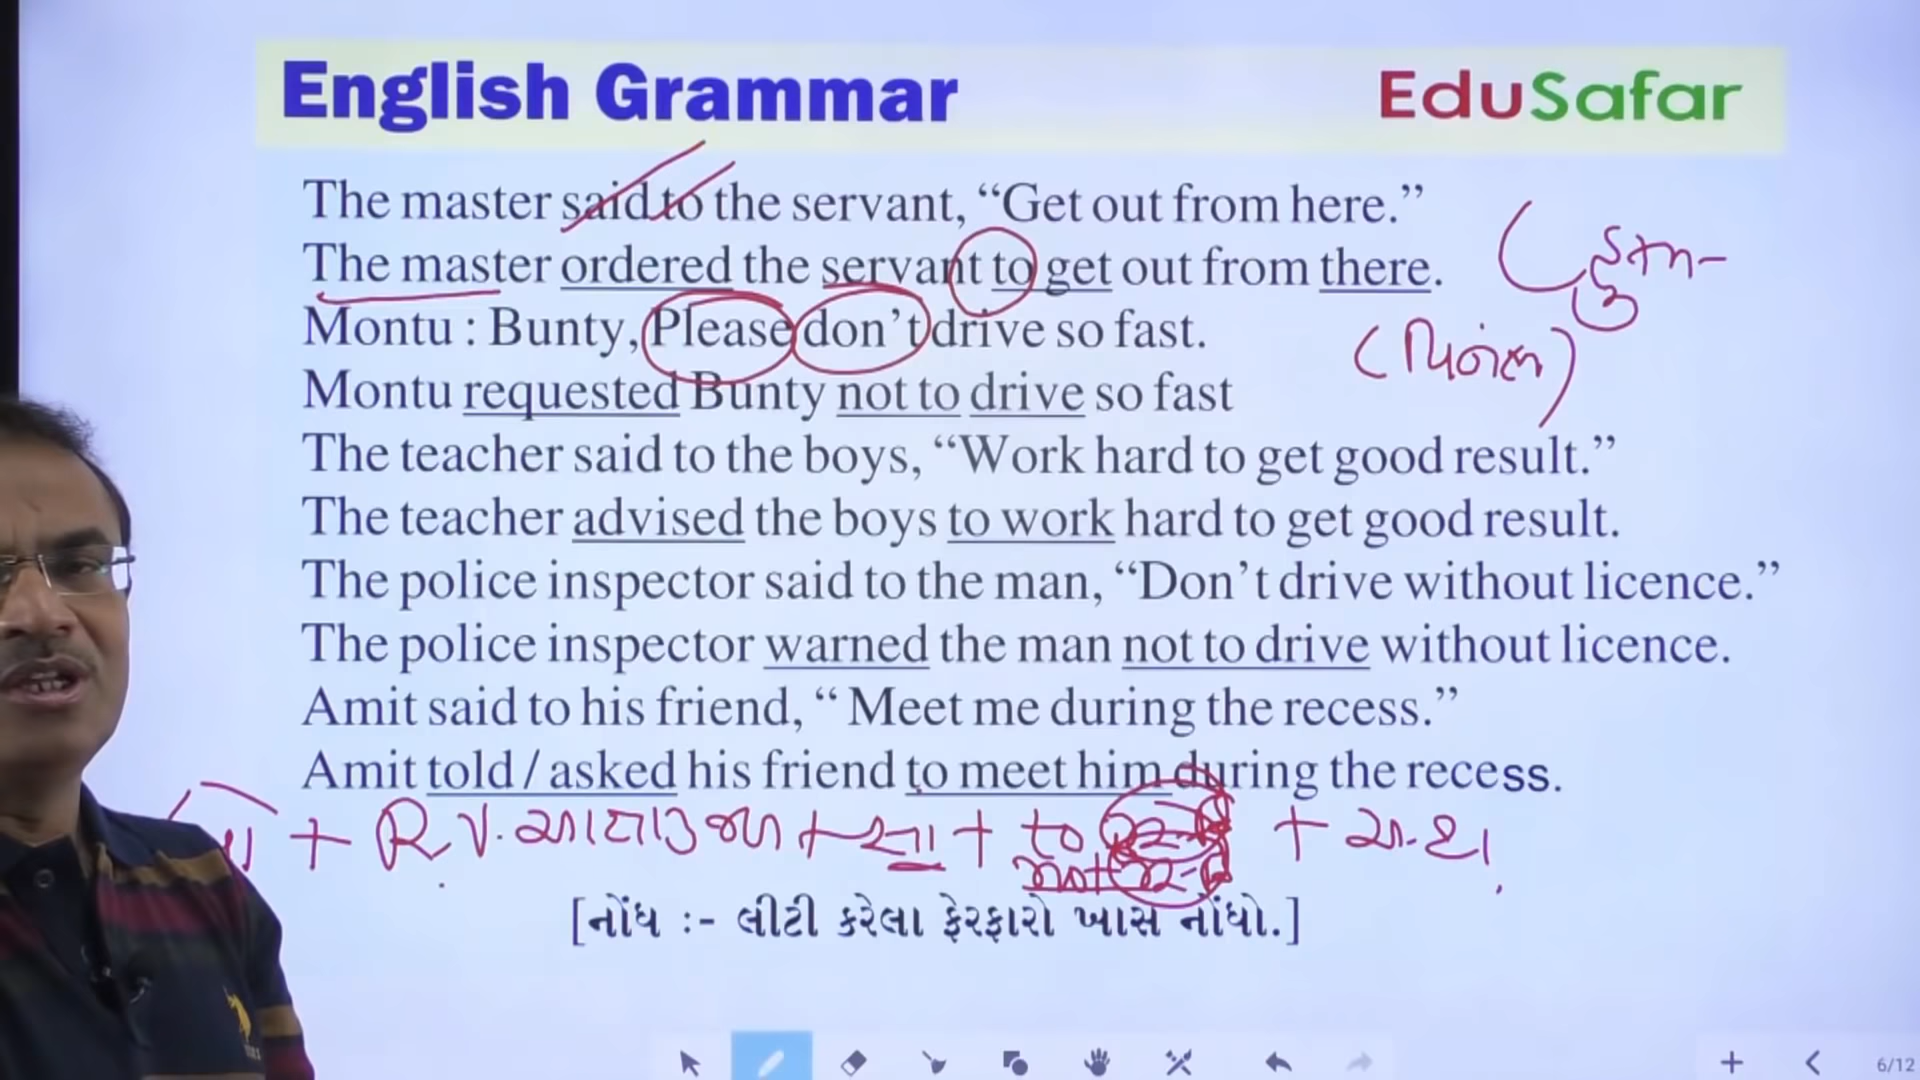 English Grammar EduSafar
The master said to the servant, “Get out from here.”
The master ordered the servant to get out from there.
Montu : Bunty, Please don’t drive so fast.
Montu requested Bunty not to drive so fast
The teacher said to the boys, “Work hard to get good result.”
The teacher advised the boys to work hard to get good result.
The police inspector said to the man, “Don’t drive without licence.”
The police inspector warned the man not to drive without licence.
Amit said to his friend, “ Meet me during the recess.”
Amit told / asked his friend to meet him during the recess.
+ R.V. + + to +
not
[નોંધ :- લીટી કરેલા ફેરફારો ખાસ નોંધો.]
6/12